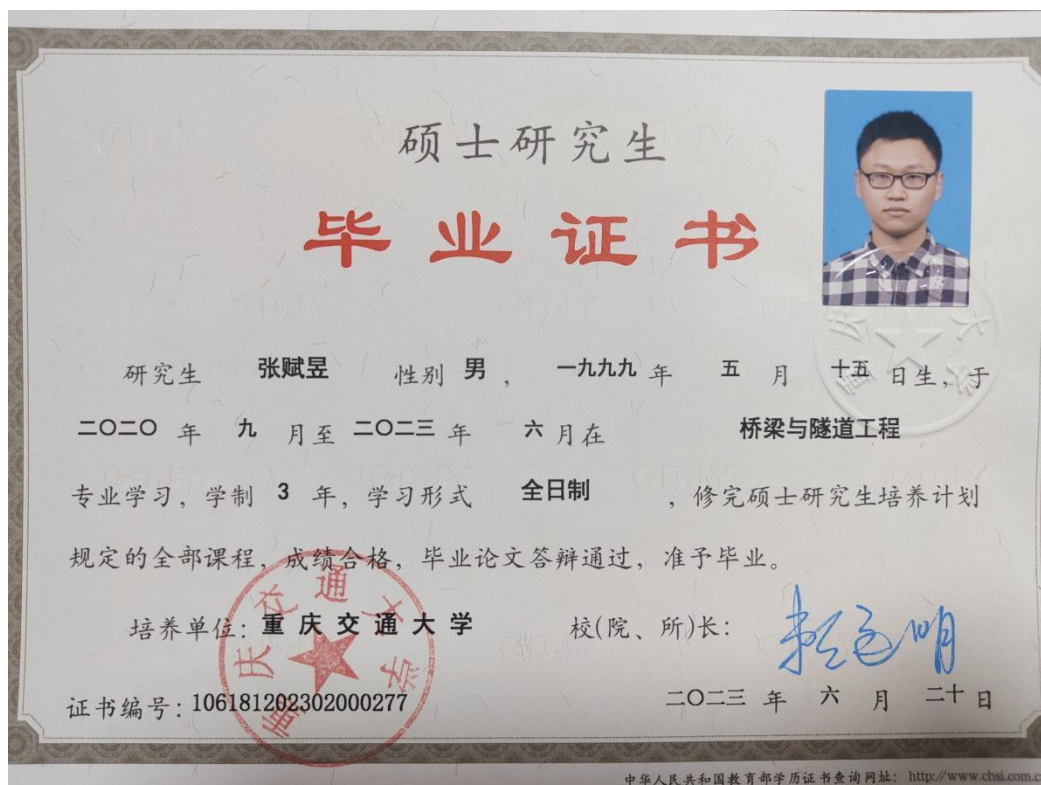 硕士研究生
毕业证书
研究生 张赋昱 性别 男 ， 一九九九 年 五 月 十五 日生，于
二〇二〇 年 九 月至 二〇二三 年 六 月在 桥梁与隧道工程
专业学习，学制 3 年，学习形式 全日制 ，修完硕士研究生培养计划
规定的全部课程，成绩合格，毕业论文答辩通过，准予毕业。
培养单位：重庆交通大学 校(院、所)长：
重庆交通大学
证书编号：106181202302000277 二〇二三 年 六 月 二十 日
中华人民共和国教育部学历证书查询网址：http://www.chsi.com.c